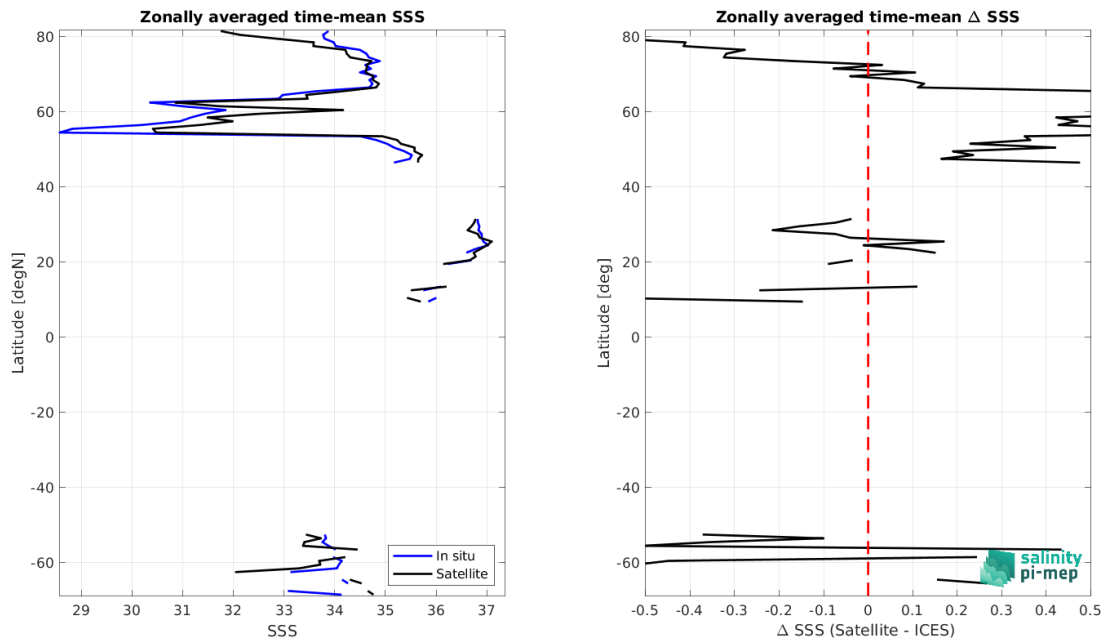 Zonally averaged time-mean SSS
80
60
40
20
0
-20
-40
-60
Latitude [degN]
29 30 31 32 33 34 35 36 37
SSS
In situ
Satellite
Zonally averaged time-mean Δ SSS
80
60
40
20
0
-20
-40
-60
Latitude [deg]
-0.5 -0.4 -0.3 -0.2 -0.1 0 0.1 0.2 0.3 0.4 0.5
Δ SSS (Satellite - ICES)
salinity
pi-mep